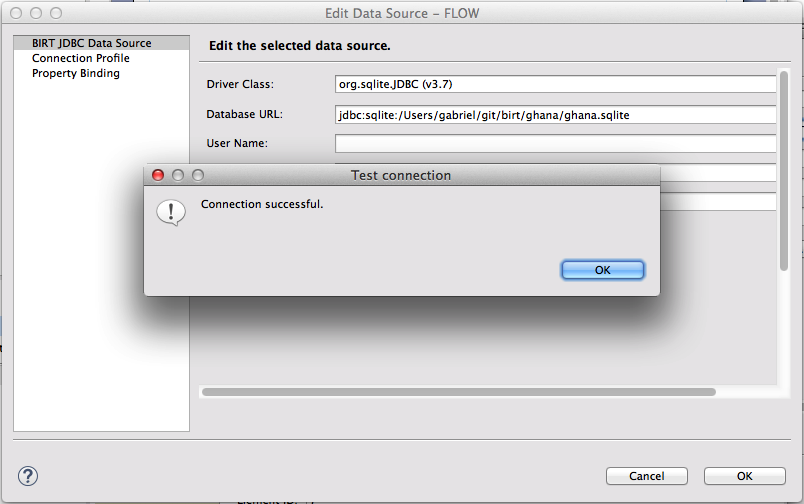 Edit Data Source – FLOW
BIRT JDBC Data Source
Connection Profile
Property Binding
Edit the selected data source.
Driver Class:
org.sqlite.JDBC (v3.7)
Database URL:
jdbc:sqlite:/Users/gabriel/git/birt/ghana/ghana.sqlite
User Name:
Test connection
Connection successful.
OK
?
Cancel
OK